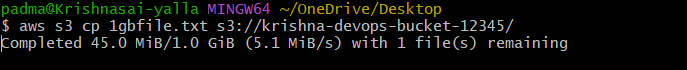 padma@Krishnasai-yalla MINGW64 ~/OneDrive/Desktop
$ aws s3 cp 1gbfile.txt s3://krishna-devops-bucket-12345/
Completed 45.0 MiB/1.0 GiB (5.1 MiB/s) with 1 file(s) remaining